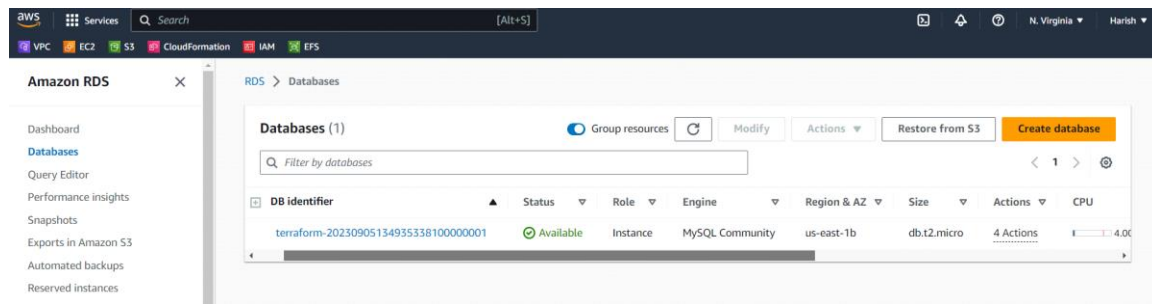 aws Services Search [Alt+S] N. Virginia Harish
VPC EC2 S3 CloudFormation IAM EFS
Amazon RDS
Dashboard
Databases
Query Editor
Performance insights
Snapshots
Exports in Amazon S3
Automated backups
Reserved instances
RDS > Databases
Databases (1) Group resources Modify Actions Restore from S3 Create database
Filter by databases 1
DB identifier Status Role Engine Region & AZ Size Actions CPU
terraform-20230905134935338100000001 Available Instance MySQL Community us-east-1b db.t2.micro 4 Actions 4.00